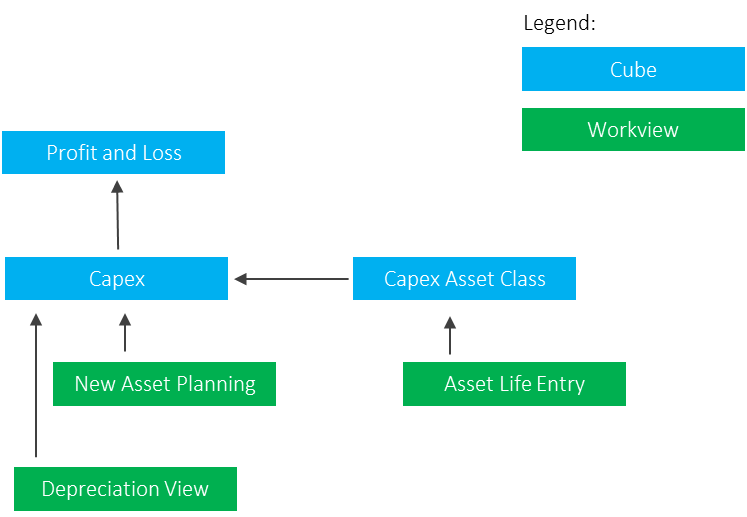 Legend:
Cube
Workview
Profit and Loss
Capex
Capex Asset Class
New Asset Planning
Asset Life Entry
Depreciation View